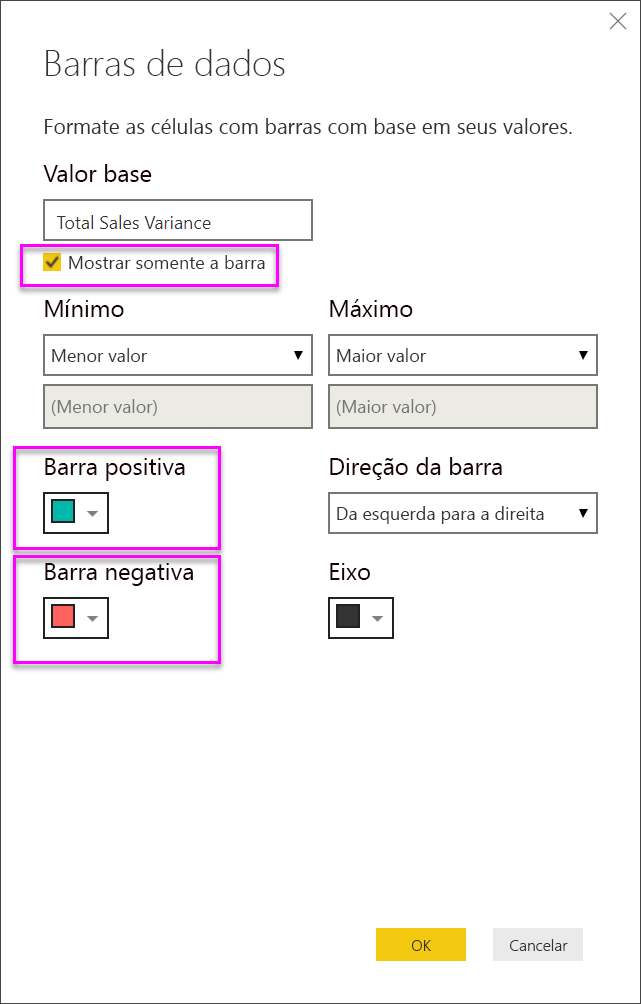 Barras de dados
Formate as células com barras com base em seus valores.
Valor base
Total Sales Variance
Mostrar somente a barra
Mínimo
Máximo
Menor valor
Maior valor
(Menor valor)
(Maior valor)
Barra positiva
Direção da barra
Da esquerda para a direita
Barra negativa
Eixo
OK
Cancelar